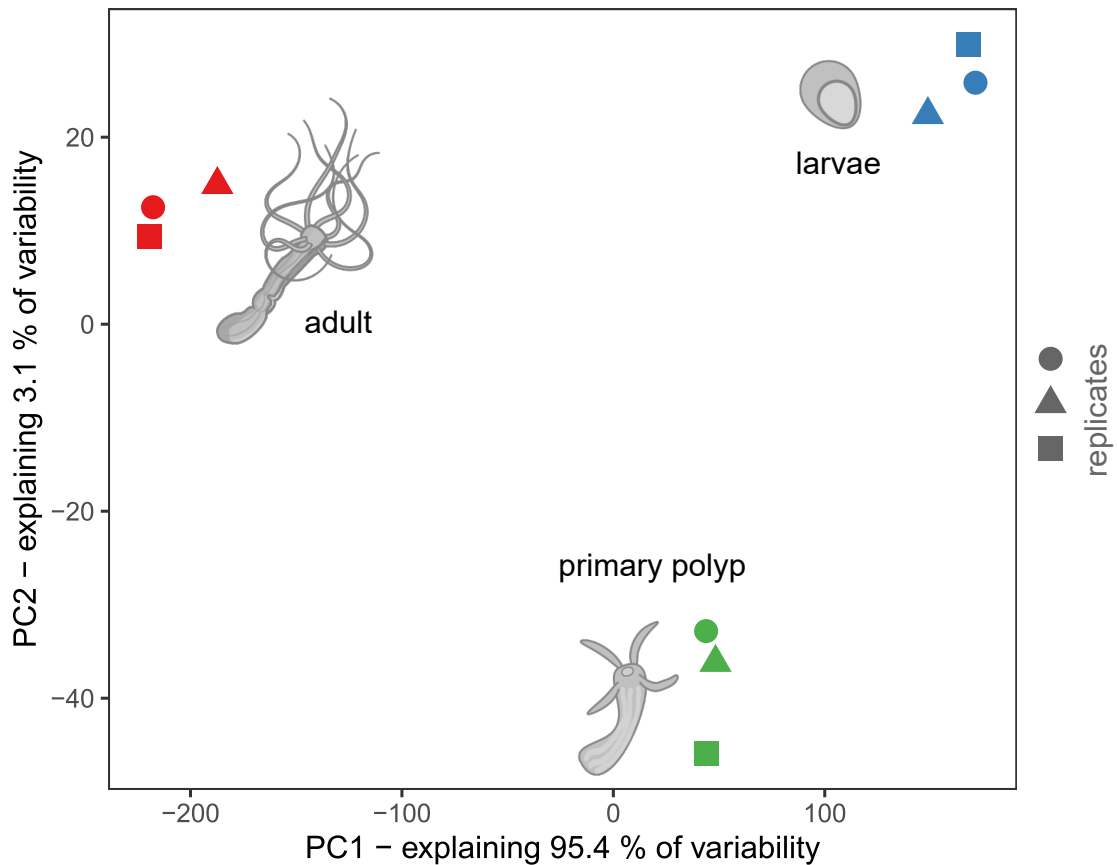 larvae
20
adult
0
−20
primary polyp
−40
−200
−100
0
100
PC1 − explaining 95.4 % of variability
PC2 − explaining 3.1 % of variability
replicates